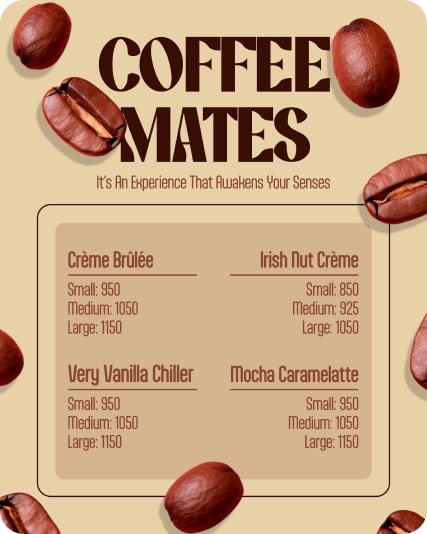 COFFEE
MATES
It's An Experience That Awakens Your Senses
Crème Brûlée
Small: 950
Medium: 1050
Large: 1150
Irish Nut Crème
Small: 850
Medium: 925
Large: 1050
Very Vanilla Chiller
Small: 950
Medium: 1050
Large: 1150
Mocha Caramelatte
Small: 950
Medium: 1050
Large: 1150